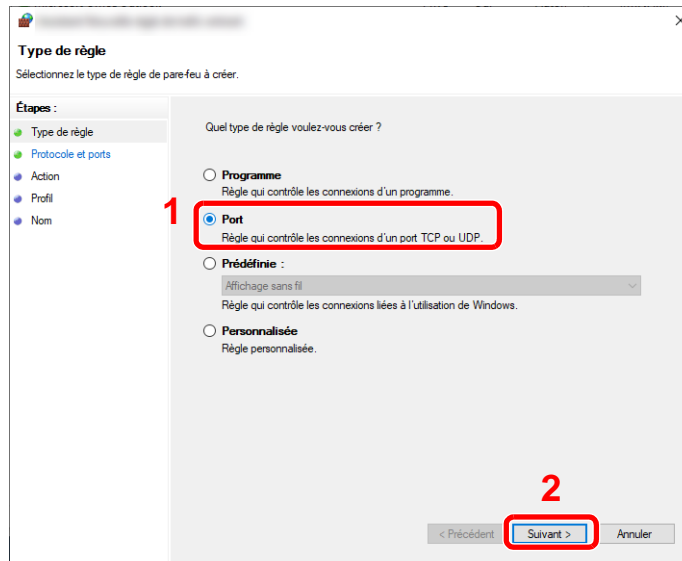 Type de règle
Sélectionnez le type de règle de pare-feu à créer.
Étapes :
Type de règle
Protocole et ports
Action
Profil
Nom
Quel type de règle voulez-vous créer ?
Programme
Règle qui contrôle les connexions d'un programme.
1
Port
Règle qui contrôle les connexions d'un port TCP ou UDP.
Prédéfinie :
Affichage sans fil
Règle qui contrôle les connexions liées à l'utilisation de Windows.
Personnalisée
Règle personnalisée.
2
< Précédent Suivant > Annuler